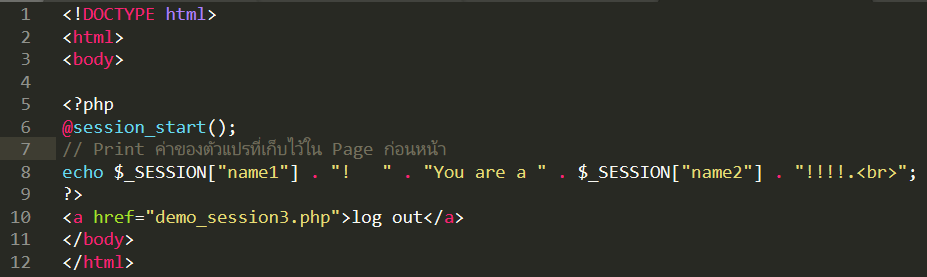 1 <!DOCTYPE html>
2 <html>
3 <body>
4
5 <?php
6 @session_start();
7 // Print ค่าของตัวแปรที่เก็บไว้ใน Page ก่อนหน้า
8 echo $_SESSION["name1"] . "!   " . "You are a " . $_SESSION["name2"] . "!!!!.<br>";
9 ?>
10 <a href="demo_session3.php">log out</a>
11 </body>
12 </html>